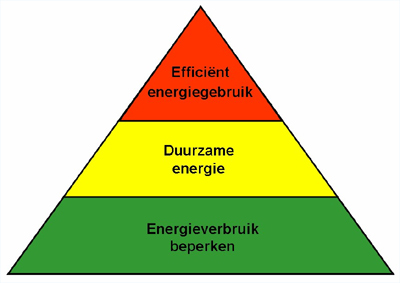 Efficiënt
energiegebruik
Duurzame
energie
Energieverbruik
beperken